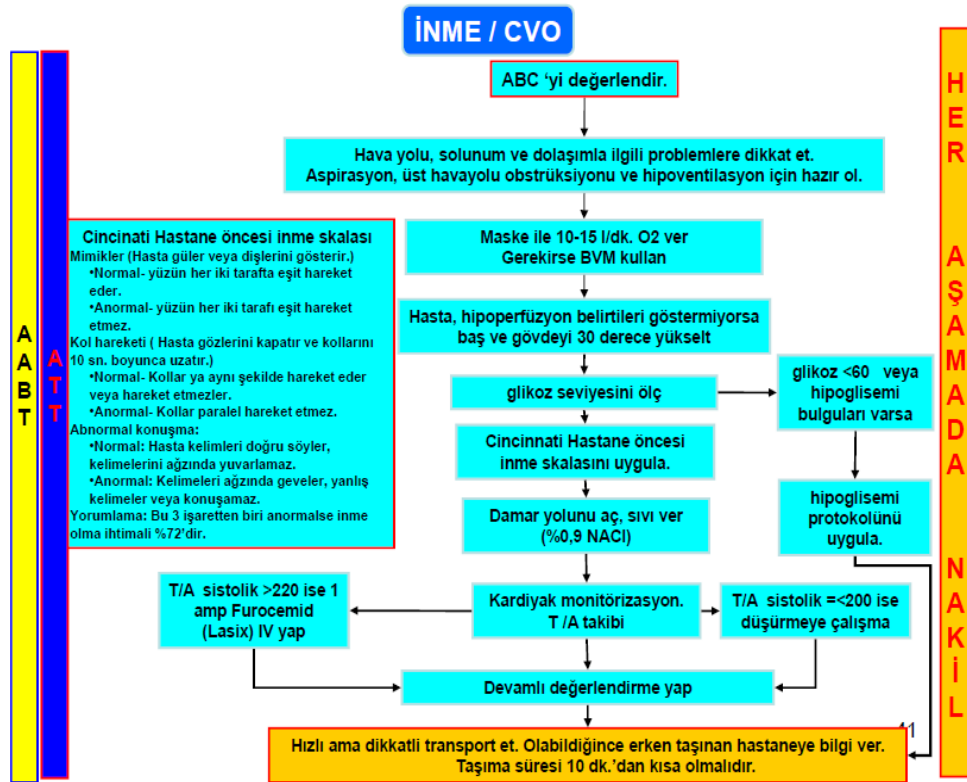 İNME / CVO
ABC ‘yi değerlendir.
Hava yolu, solunum ve dolaşımla ilgili problemlere dikkat et.
Aspirasyon, üst havayolu obstrüksiyonu ve hipoventilasyon için hazır ol.
Cincinati Hastane öncesi inme skalası
Mimikler (Hasta güler veya dişlerini gösterir.)
•Normal- yüzün her iki tarafta eşit hareket
eder.
•Anormal- yüzün her iki tarafı eşit hareket
etmez.
Kol hareketi ( Hasta gözlerini kapatır ve kollarını
10 sn. boyunca uzatır.)
•Normal- Kollar ya aynı şekilde hareket eder
veya hareket etmezler.
•Anormal- Kollar paralel hareket etmez.
Abnormal konuşma:
•Normal: Hasta kelimleri doğru söyler,
kelimelerini ağzında yuvarlamaz.
•Anormal: Kelimeleri ağzında geveler, yanlış
kelimeler veya konuşamaz.
Yorumlama: Bu 3 işaretten biri anormalse inme
olma ihtimali %72’dir.
Maske ile 10-15 l/dk. O2 ver
Gerekirse BVM kullan
Hasta, hipoperfüzyon belirtileri göstermiyorsa
baş ve gövdeyi 30 derece yükselt
glikoz seviyesini ölç
glikoz <60 veya
hipoglisemi
bulguları varsa
Cincinnati Hastane öncesi
inme skalasını uygula.
Damar yolunu aç, sıvı ver
(%0,9 NACI)
hipoglisemi
protokolünü
uygula.
T/A sistolik >220 ise 1
amp Furocemid
(Lasix) IV yap
Kardiyak monitörizasyon.
T /A takibi
T/A sistolik =<200 ise
düşürmeye çalışma
Devamlı değerlendirme yap
41
Hızlı ama dikkatli transport et. Olabildiğince erken taşınan hastaneye bilgi ver.
Taşıma süresi 10 dk.’dan kısa olmalıdır.
AABT
ATT
HER AŞAMADA NAKİL